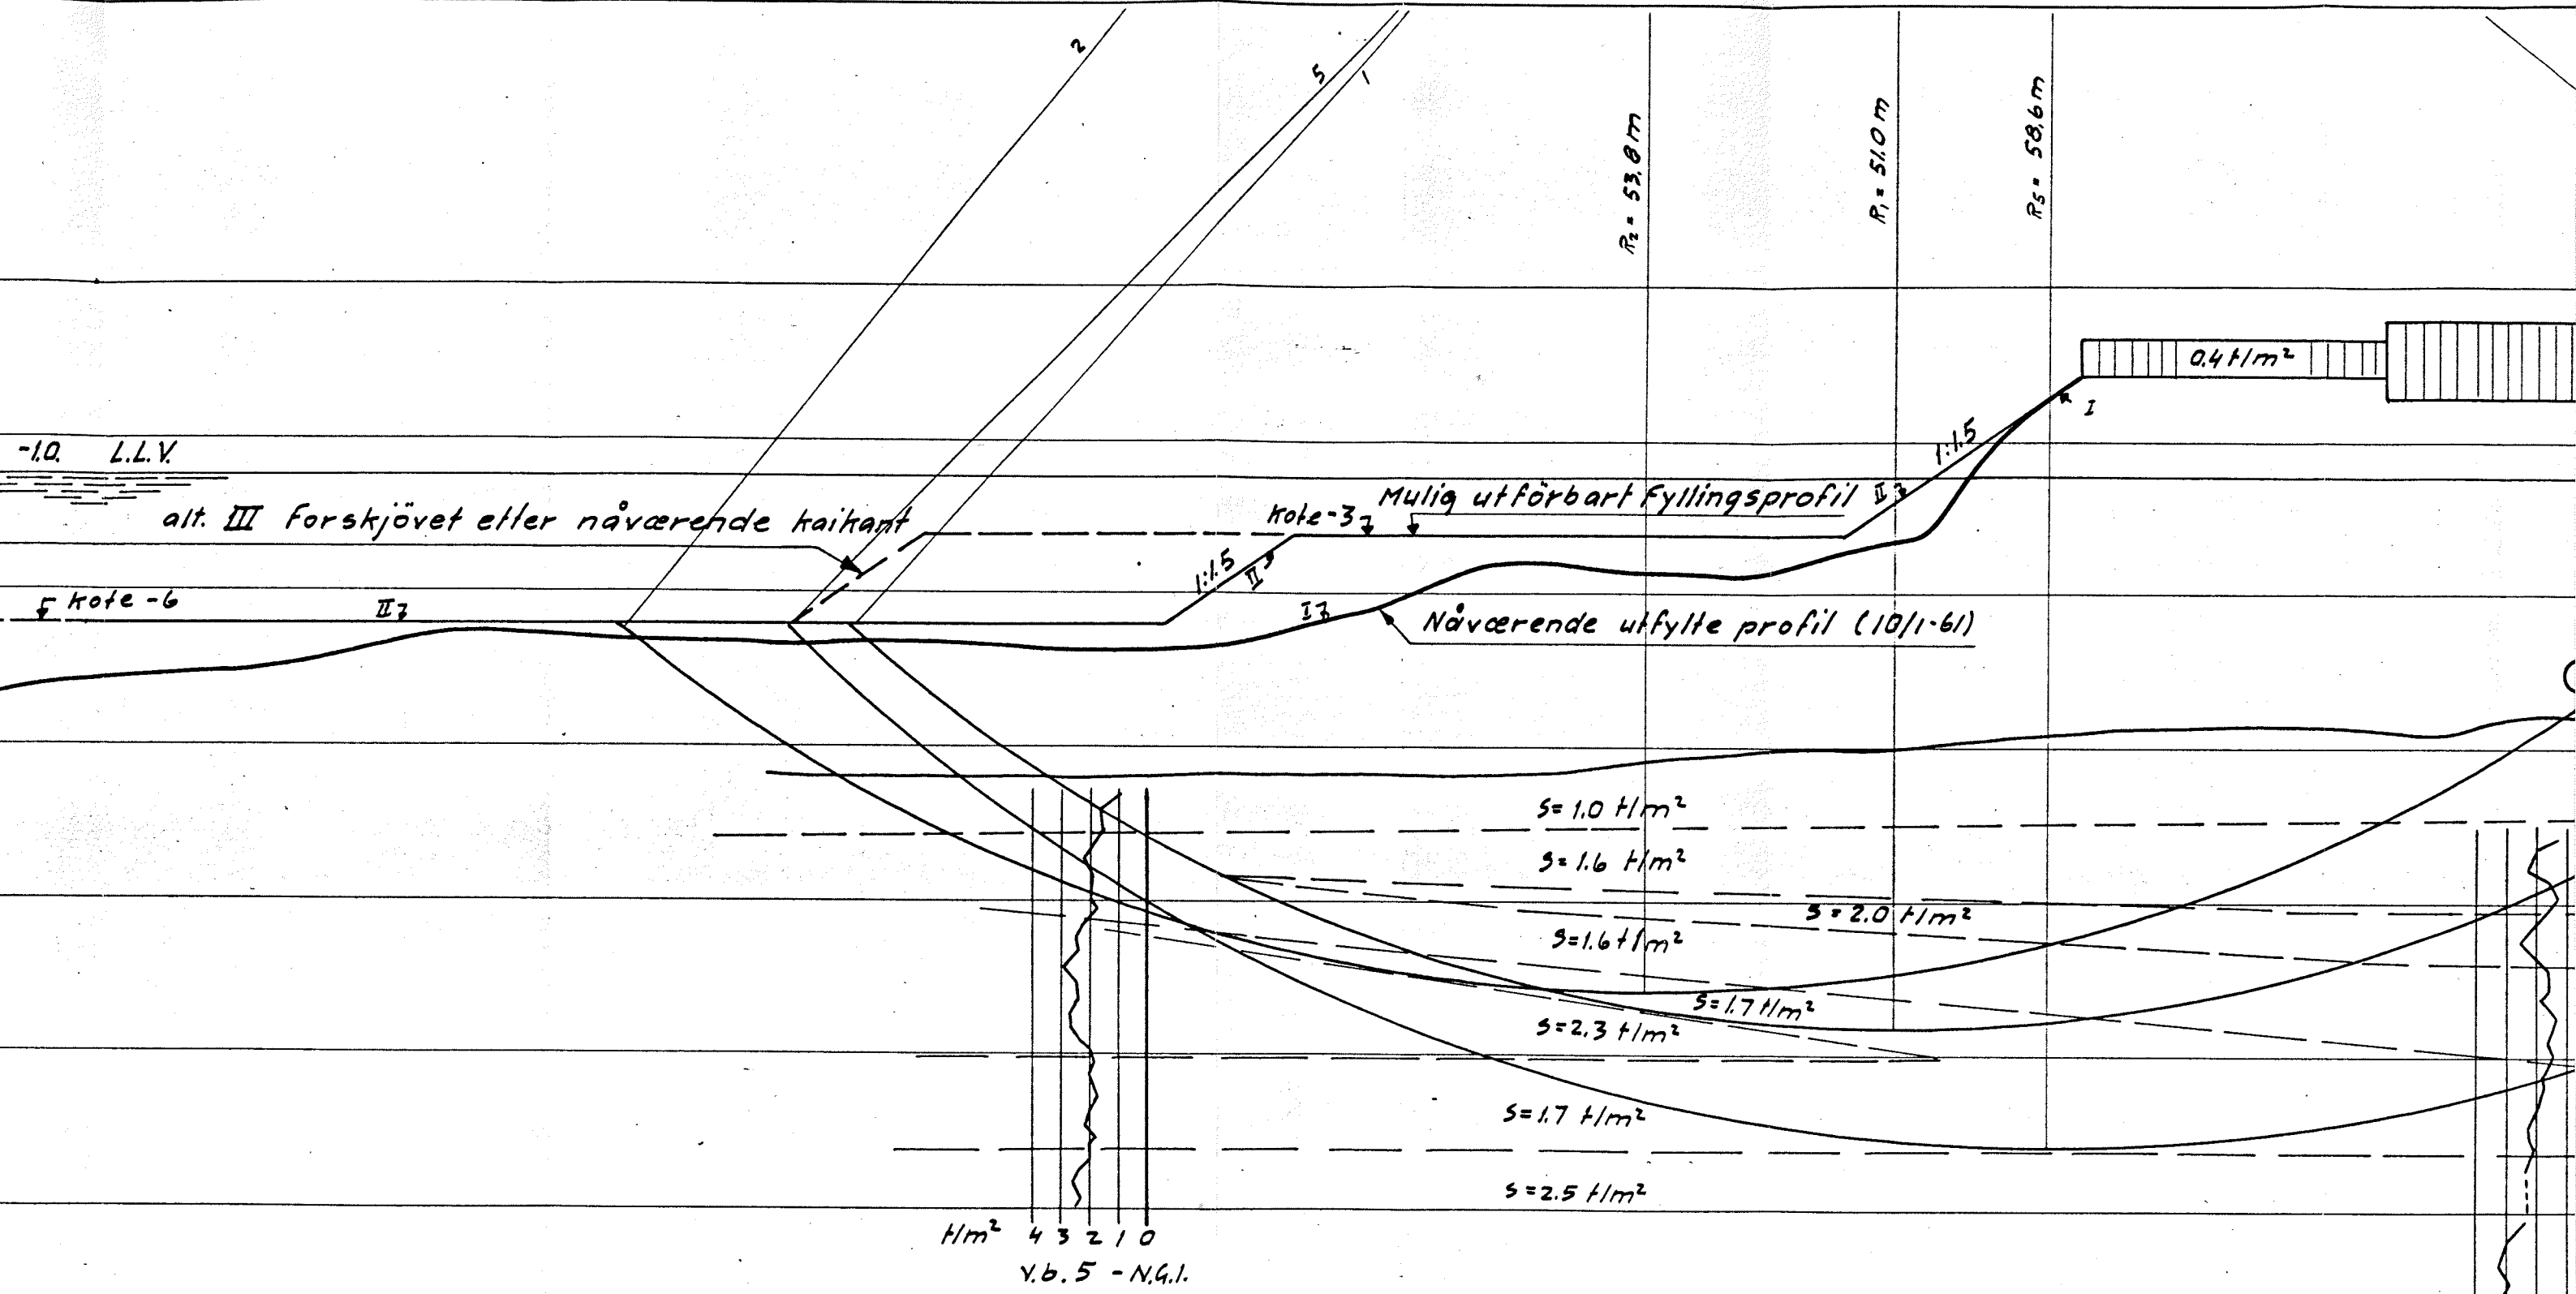 2
5
1
R₂ = 53,8 m
R₁ = 51.0 m
R₅ = 58,6 m
0.4 t/m²
I
1:1.5
-1.0. L.L.V.
Mulig utförbart fyllingsprofil II
alt. III Forskjövet etter nåværende kaikant
Kote-3
1:1.5
II
Kote -6
II
I
Nåværende utfylte profil (10/1-61)
S= 1.0 t/m²
S= 1.6 t/m²
S = 2.0 t/m²
S=1.6 t/m²
S=1.7 t/m²
S=2.3 t/m²
S=1.7 t/m²
S=2.5 t/m²
t/m² 4 3 2 1 0
V.b. 5 - N.G.I.